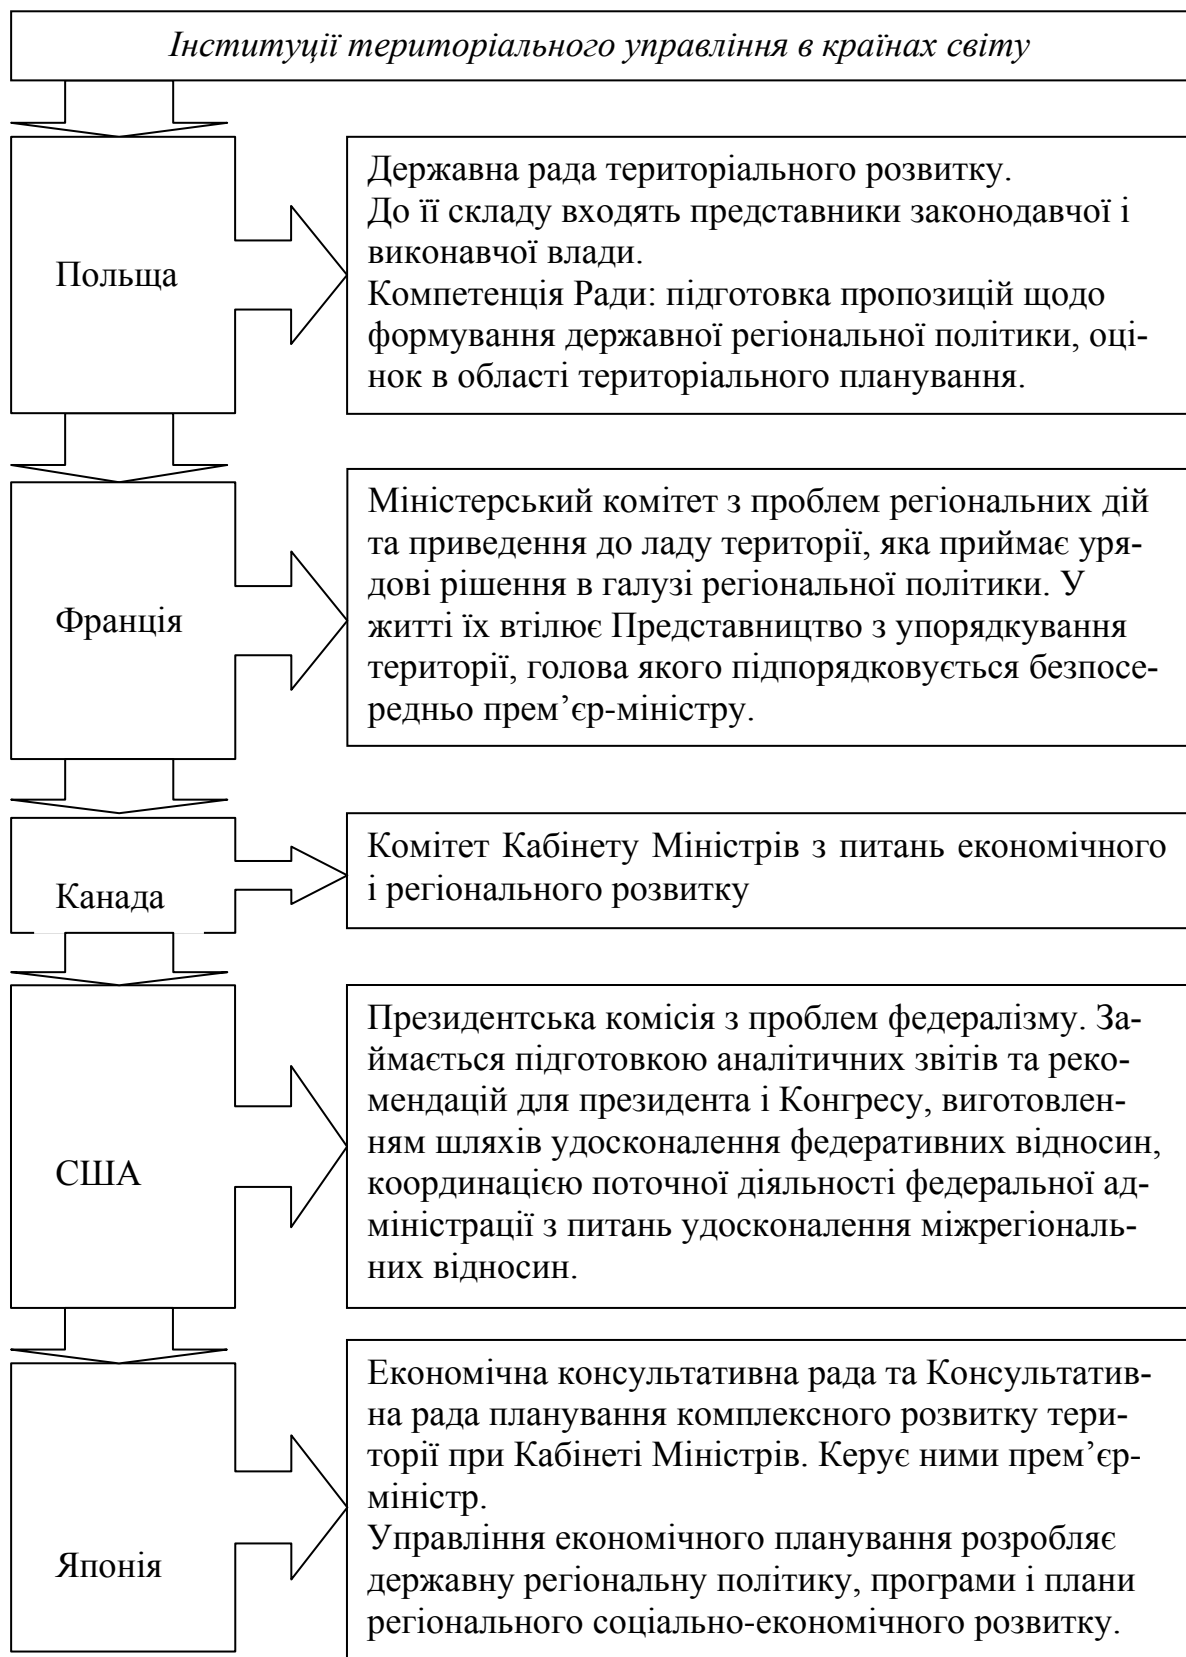 Інституції територіального управління в країнах світу
Польща
Державна рада територіального розвитку.
До її складу входять представники законодавчої і
виконавчої влади.
Компетенція Ради: підготовка пропозицій щодо
формування державної регіональної політики, оці-
нок в області територіального планування.
Франція
Міністерський комітет з проблем регіональних дій
та приведення до ладу території, яка приймає уря-
дові рішення в галузі регіональної політики. У
житті їх втілює Представництво з упорядкування
території, голова якого підпорядковується безпосе-
редньо прем’єр-міністру.
Канада
Комітет Кабінету Міністрів з питань економічного
і регіонального розвитку
США
Президентська комісія з проблем федералізму. За-
ймається підготовкою аналітичних звітів та реко-
мендацій для президента і Конгресу, виготовлен-
ням шляхів удосконалення федеративних відносин,
координацією поточної діяльності федеральної ад-
міністрації з питань удосконалення міжрегіональ-
них відносин.
Японія
Економічна консультативна рада та Консультатив-
на рада планування комплексного розвитку тери-
торії при Кабінеті Міністрів. Керує ними прем’єр-
міністр.
Управління економічного планування розробляє
державну регіональну політику, програми і плани
регіонального соціально-економічного розвитку.